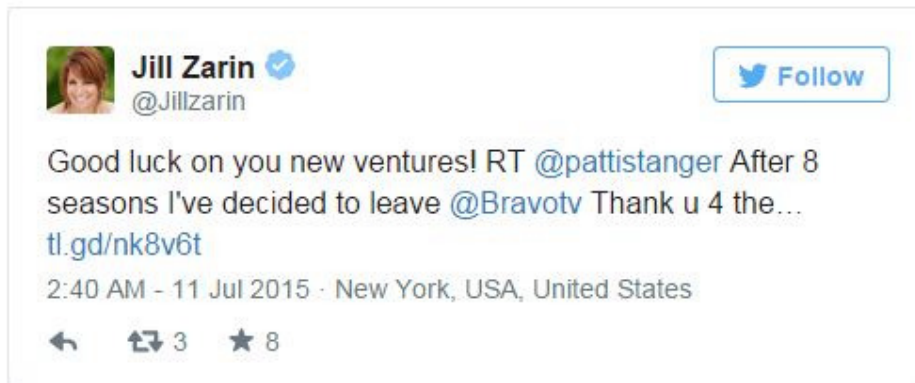 Jill Zarin
@Jillzarin
Follow
Good luck on you new ventures! RT @pattistanger After 8
seasons I've decided to leave @Bravotv Thank u 4 the...
tl.gd/nk8v6t
2:40 AM - 11 Jul 2015 · New York, USA, United States
3 8